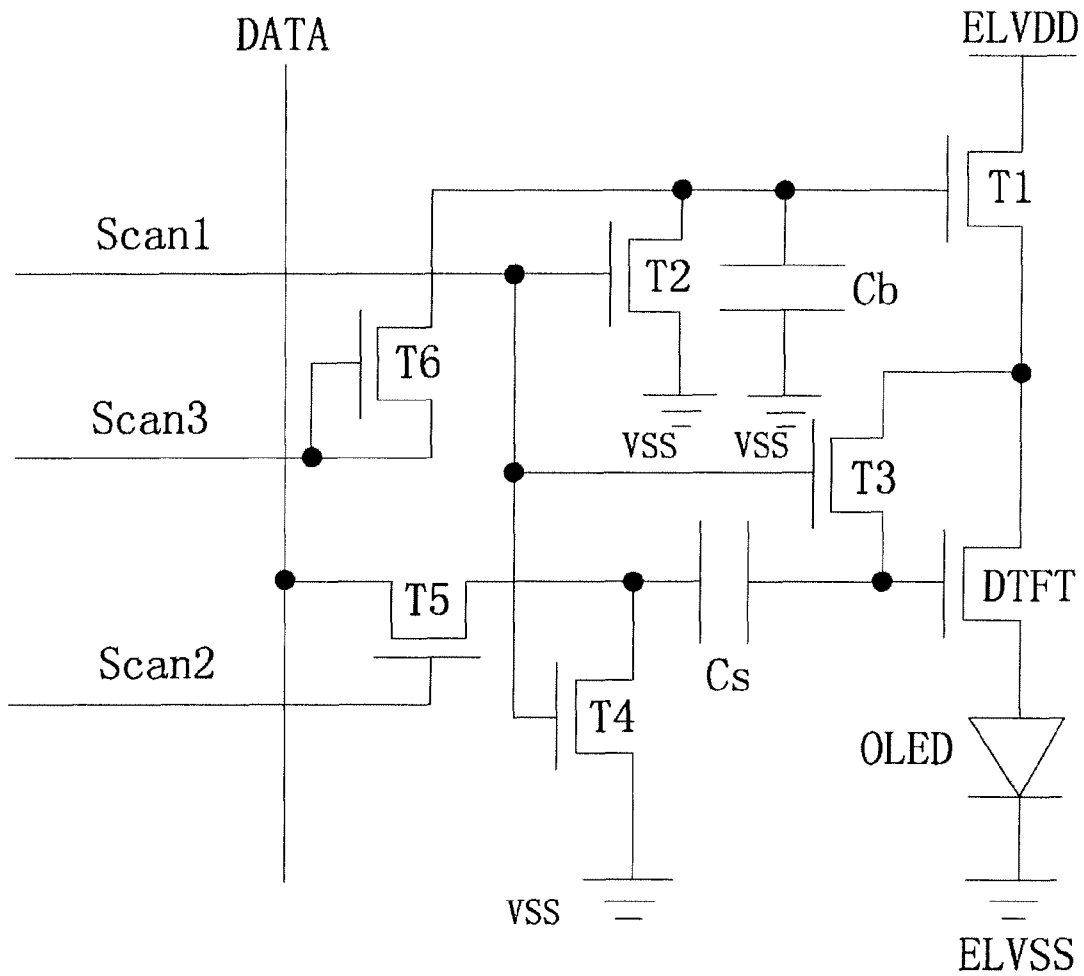 DATA
ELVDD
T1
Scan1
T2
Cb
T6
Scan3
VSS
VSS
T3
T5
DTFT
Scan2
Cs
T4
OLED
VSS
ELVSS